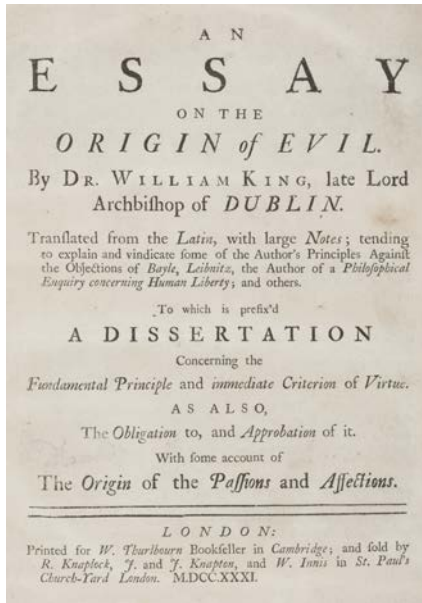 A N
E S S A Y
ON THE
ORIGIN of EVIL.
By DR. WILLIAM KING, late Lord
Archbiſhop of DUBLIN.
Tranſlated from the Latin, with large Notes; tending
to explain and vindicate ſome of the Author's Principles Againſt
the Objections of Bayle, Leibnitz, the Author of a Philoſophical
Enquiry concerning Human Liberty; and others.
To which is prefix'd
A DISSERTATION
Concerning the
Fundamental Principle and immediate Criterion of Virtue.
AS ALSO,
The Obligation to, and Approbation of it.
With ſome account of
The Origin of the Paſſions and Affections.
LONDON:
Printed for W. Thurlbourn Bookſeller in Cambridge; and ſold by
R. Knaplock, J. and J. Knapton, and W. Innis in St. Paul's
Church-Yard London. M.DCC.XXXI.